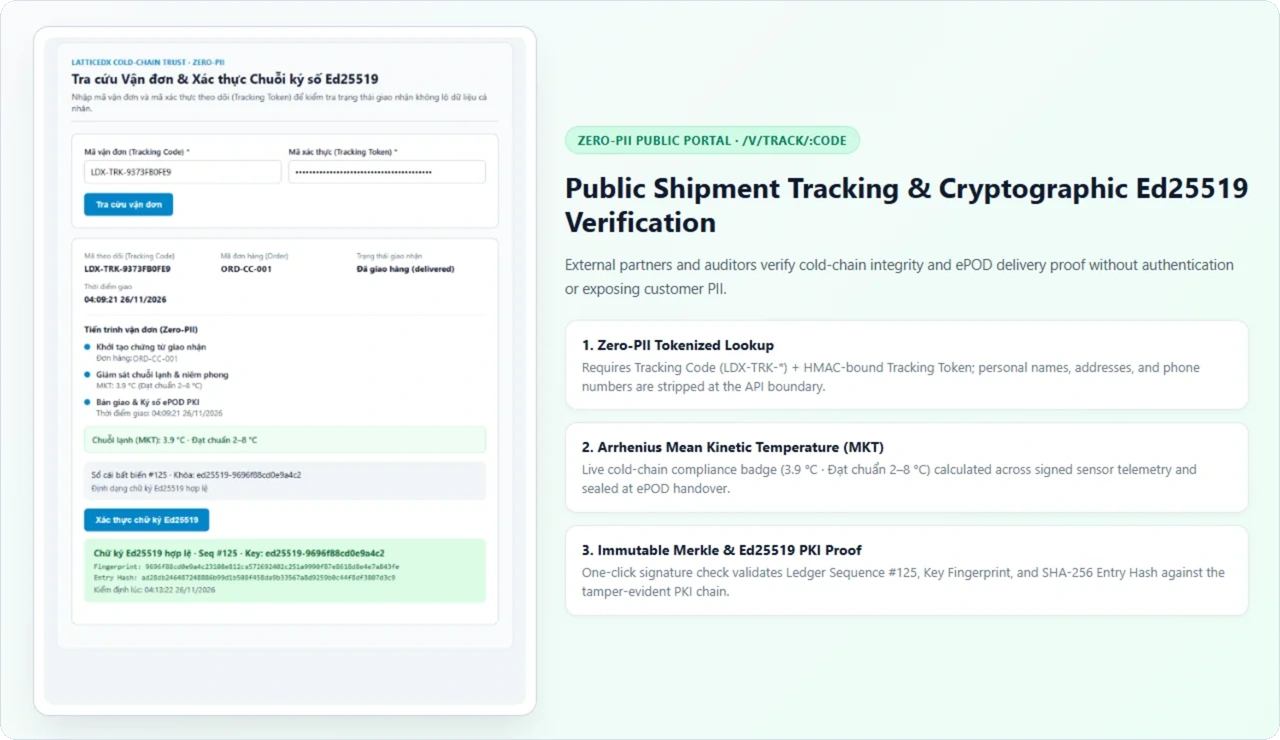 LATTICEDX COLD-CHAIN TRUST · ZERO-PII
Tra cứu Vận đơn & Xác thực Chuỗi ký số Ed25519
Nhập mã vận đơn và mã xác thực theo dõi (Tracking Token) để kiểm tra trạng thái giao nhận không lộ dữ liệu cá
nhân.
Mã vận đơn (Tracking Code) *
Mã xác thực (Tracking Token) *
LDX-TRK-9373FB0FE9
Tra cứu vận đơn
Mã theo dõi (Tracking Code)
Mã đơn hàng (Order)
Trạng thái giao nhận
LDX-TRK-9373FB0FE9
ORD-CC-001
Đã giao hàng (delivered)
Thời điểm giao
04:09:21 26/11/2026
Tiến trình vận đơn (Zero-PII)
Khởi tạo chứng từ giao nhận
Đơn hàng: ORD-CC-001
Giám sát chuỗi lạnh & niêm phong
MKT: 3.9 °C (Đạt chuẩn 2–8 °C)
Bàn giao & Ký số ePOD PKI
Thời điểm giao: 04:09:21 26/11/2026
Chuỗi lạnh (MKT): 3.9 °C · Đạt chuẩn 2–8 °C
Sổ cái bất biến #125 · Khóa: ed25519-9696f88cd0e9a4c2
Định dạng chữ ký Ed25519 hợp lệ
Xác thực chữ ký Ed25519
Chữ ký Ed25519 hợp lệ · Seq #125 · Key: ed25519-9696f88cd0e9a4c2
Fingerprint:
Entry Hash:
Kiểm định lúc: 04:13:22 26/11/2026
ZERO-PII PUBLIC PORTAL · /V/TRACK/:CODE
Public Shipment Tracking & Cryptographic Ed25519
Verification
External partners and auditors verify cold-chain integrity and ePOD delivery proof without authentication
or exposing customer PII.
1. Zero-PII Tokenized Lookup
Requires Tracking Code (LDX-TRK-*) + HMAC-bound Tracking Token; personal names, addresses, and phone
numbers are stripped at the API boundary.
2. Arrhenius Mean Kinetic Temperature (MKT)
Live cold-chain compliance badge (3.9 °C · Đạt chuẩn 2–8 °C) calculated across signed sensor telemetry and
sealed at ePOD handover.
3. Immutable Merkle & Ed25519 PKI Proof
One-click signature check validates Ledger Sequence #125, Key Fingerprint, and SHA-256 Entry Hash against the
tamper-evident PKI chain.